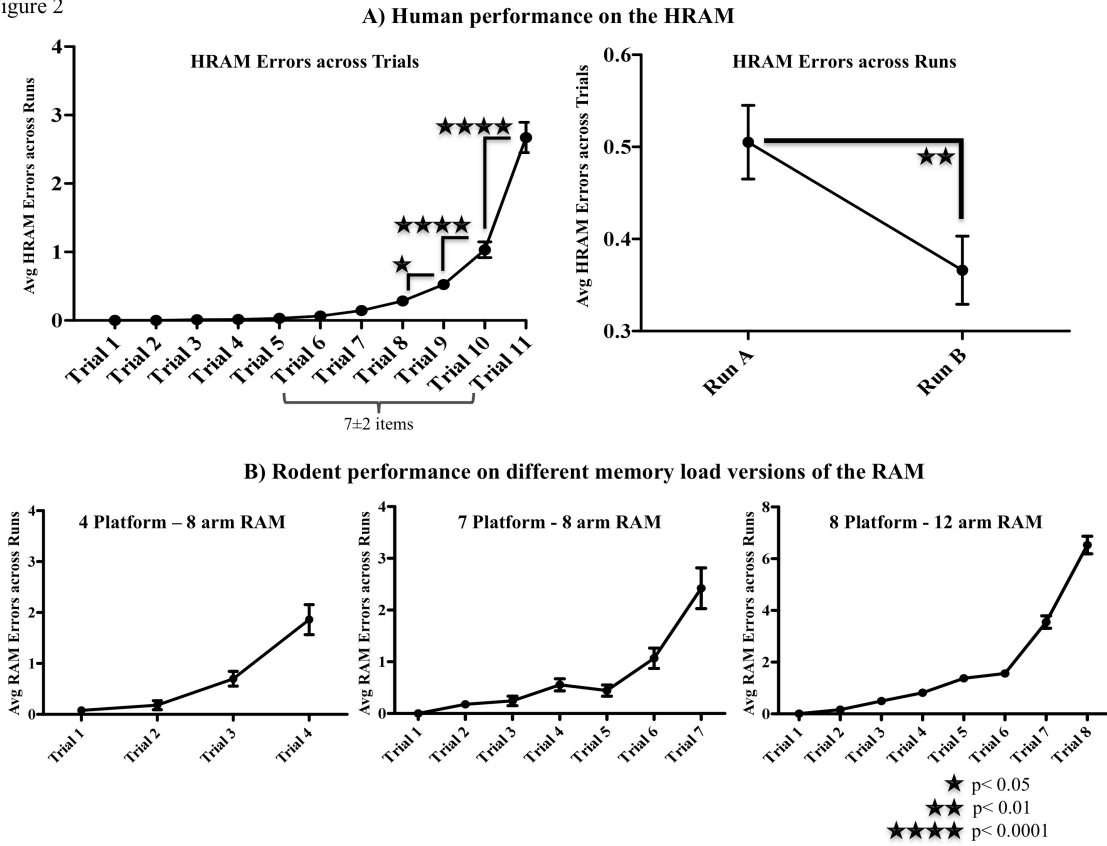 igure 2
A) Human performance on the HRAM
HRAM Errors across Trials
Avg HRAM Errors across Runs
4
3
2
1
0
Trial 1
Trial 2
Trial 3
Trial 4
Trial 5
Trial 6
Trial 7
Trial 8
Trial 9
Trial 10
Trial 11
7±2 items
HRAM Errors across Runs
Avg HRAM Errors across Trials
0.6
0.5
0.4
0.3
Run A
Run B
B) Rodent performance on different memory load versions of the RAM
4 Platform – 8 arm RAM
Avg RAM Errors across Runs
4
3
2
1
0
Trial 1
Trial 2
Trial 3
Trial 4
7 Platform - 8 arm RAM
Avg RAM Errors across Runs
4
3
2
1
0
Trial 1
Trial 2
Trial 3
Trial 4
Trial 5
Trial 6
Trial 7
8 Platform - 12 arm RAM
Avg RAM Errors across Runs
8
6
4
2
0
Trial 1
Trial 2
Trial 3
Trial 4
Trial 5
Trial 6
Trial 7
Trial 8
p< 0.05
p< 0.01
p< 0.0001